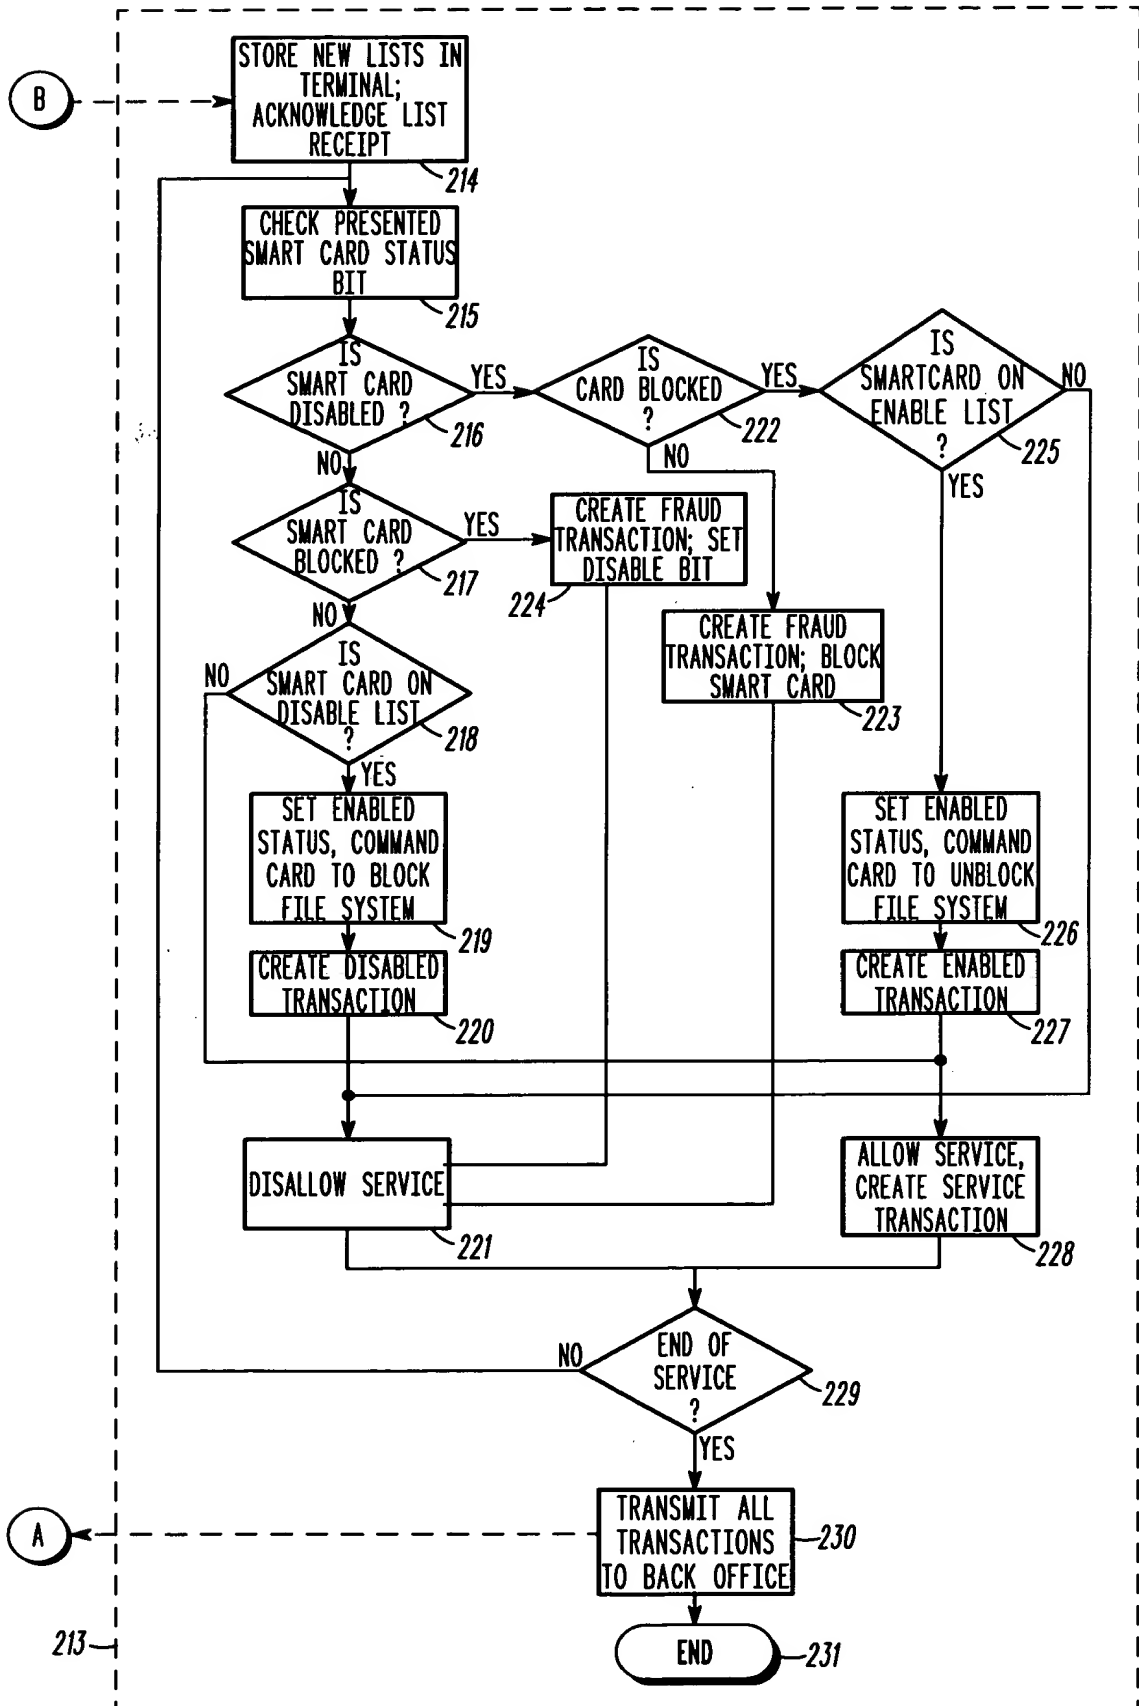 STORE NEW LISTS IN
TERMINAL;
ACKNOWLEDGE LIST
RECEIPT
B
214
CHECK PRESENTED
SMART CARD STATUS
BIT
215
IS
SMART CARD
DISABLED ?
216
YES
NO
IS
CARD BLOCKED
?
222
YES
NO
IS
SMARTCARD ON
ENABLE LIST
?
225
NO
YES
IS
SMART CARD
BLOCKED ?
217
YES
NO
CREATE FRAUD
TRANSACTION; SET
DISABLE BIT
224
CREATE FRAUD
TRANSACTION; BLOCK
SMART CARD
223
IS
SMART CARD ON
DISABLE LIST
?
218
NO
YES
SET ENABLED
STATUS, COMMAND
CARD TO BLOCK
FILE SYSTEM
219
SET ENABLED
STATUS, COMMAND
CARD TO UNBLOCK
FILE SYSTEM
226
CREATE DISABLED
TRANSACTION
220
CREATE ENABLED
TRANSACTION
227
DISALLOW SERVICE
221
ALLOW SERVICE,
CREATE SERVICE
TRANSACTION
228
END OF
SERVICE
?
229
NO
YES
TRANSMIT ALL
TRANSACTIONS
TO BACK OFFICE
230
A
END
231
213